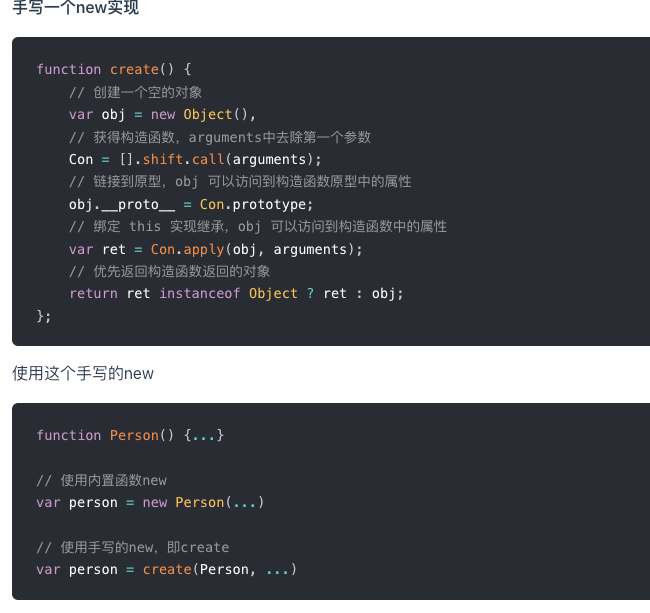 手写一个new实现
function create() {
    // 创建一个空的对象
    var obj = new Object(),
    // 获得构造函数，arguments中去除第一个参数
    Con = [].shift.call(arguments);
    // 链接到原型，obj 可以访问到构造函数原型中的属性
    obj.__proto__ = Con.prototype;
    // 绑定 this 实现继承，obj 可以访问到构造函数中的属性
    var ret = Con.apply(obj, arguments);
    // 优先返回构造函数返回的对象
    return ret instanceof Object ? ret : obj;
};
使用这个手写的new
function Person() {...}
// 使用内置函数new
var person = new Person(...)
// 使用手写的new，即create
var person = create(Person, ...)